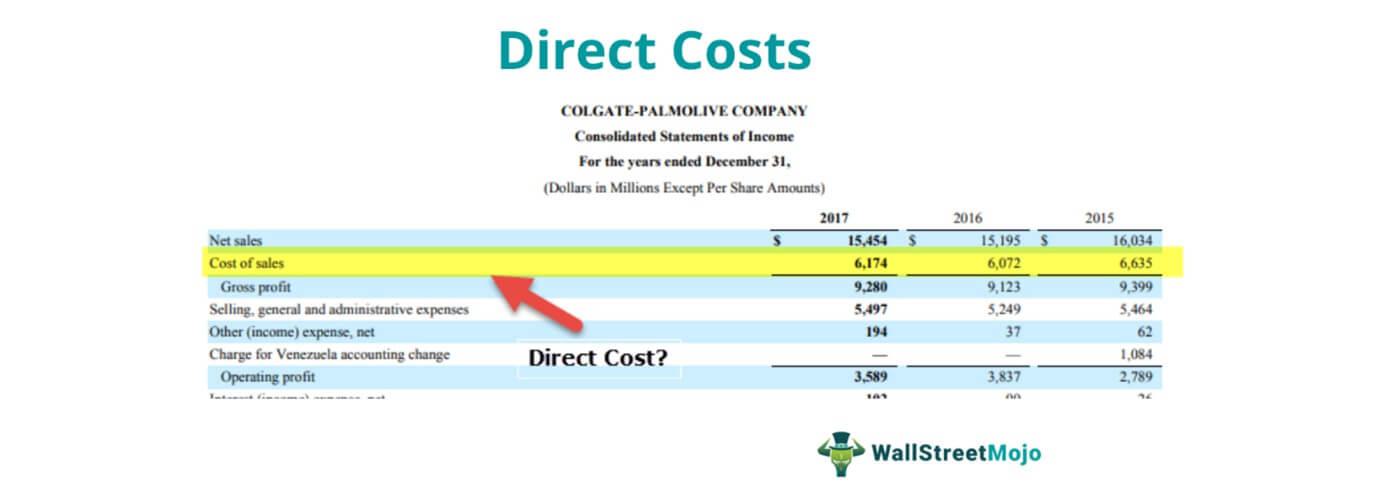 Direct Costs
COLGATE-PALMOLIVE COMPANY
Consolidated Statements of Income
For the years ended December 31,
(Dollars in Millions Except Per Share Amounts)
2017 2016 2015
Net sales $ 15,454 $ 15,195 $ 16,034
Cost of sales 6,174 6,072 6,635
Gross profit 9,280 9,123 9,399
Selling, general and administrative expenses 5,497 5,249 5,464
Other (income) expense, net 194 37 62
Charge for Venezuela accounting change — — 1,084
Direct Cost?
Operating profit 3,589 3,837 2,789
WallStreetMojo